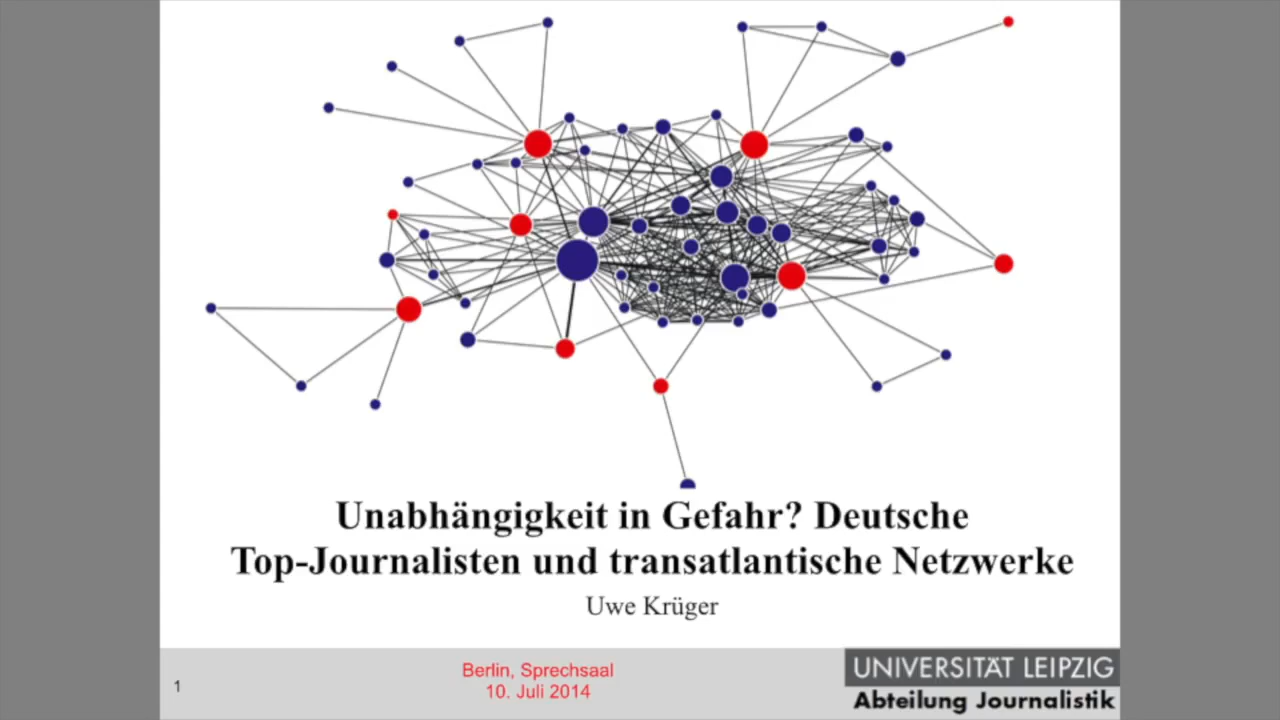 Unabhängigkeit in Gefahr? Deutsche
Top-Journalisten und transatlantische Netzwerke
Uwe Krüger
1
Berlin, Sprechsaal
10. Juli 2014
UNIVERSITÄT LEIPZIG
Abteilung Journalistik